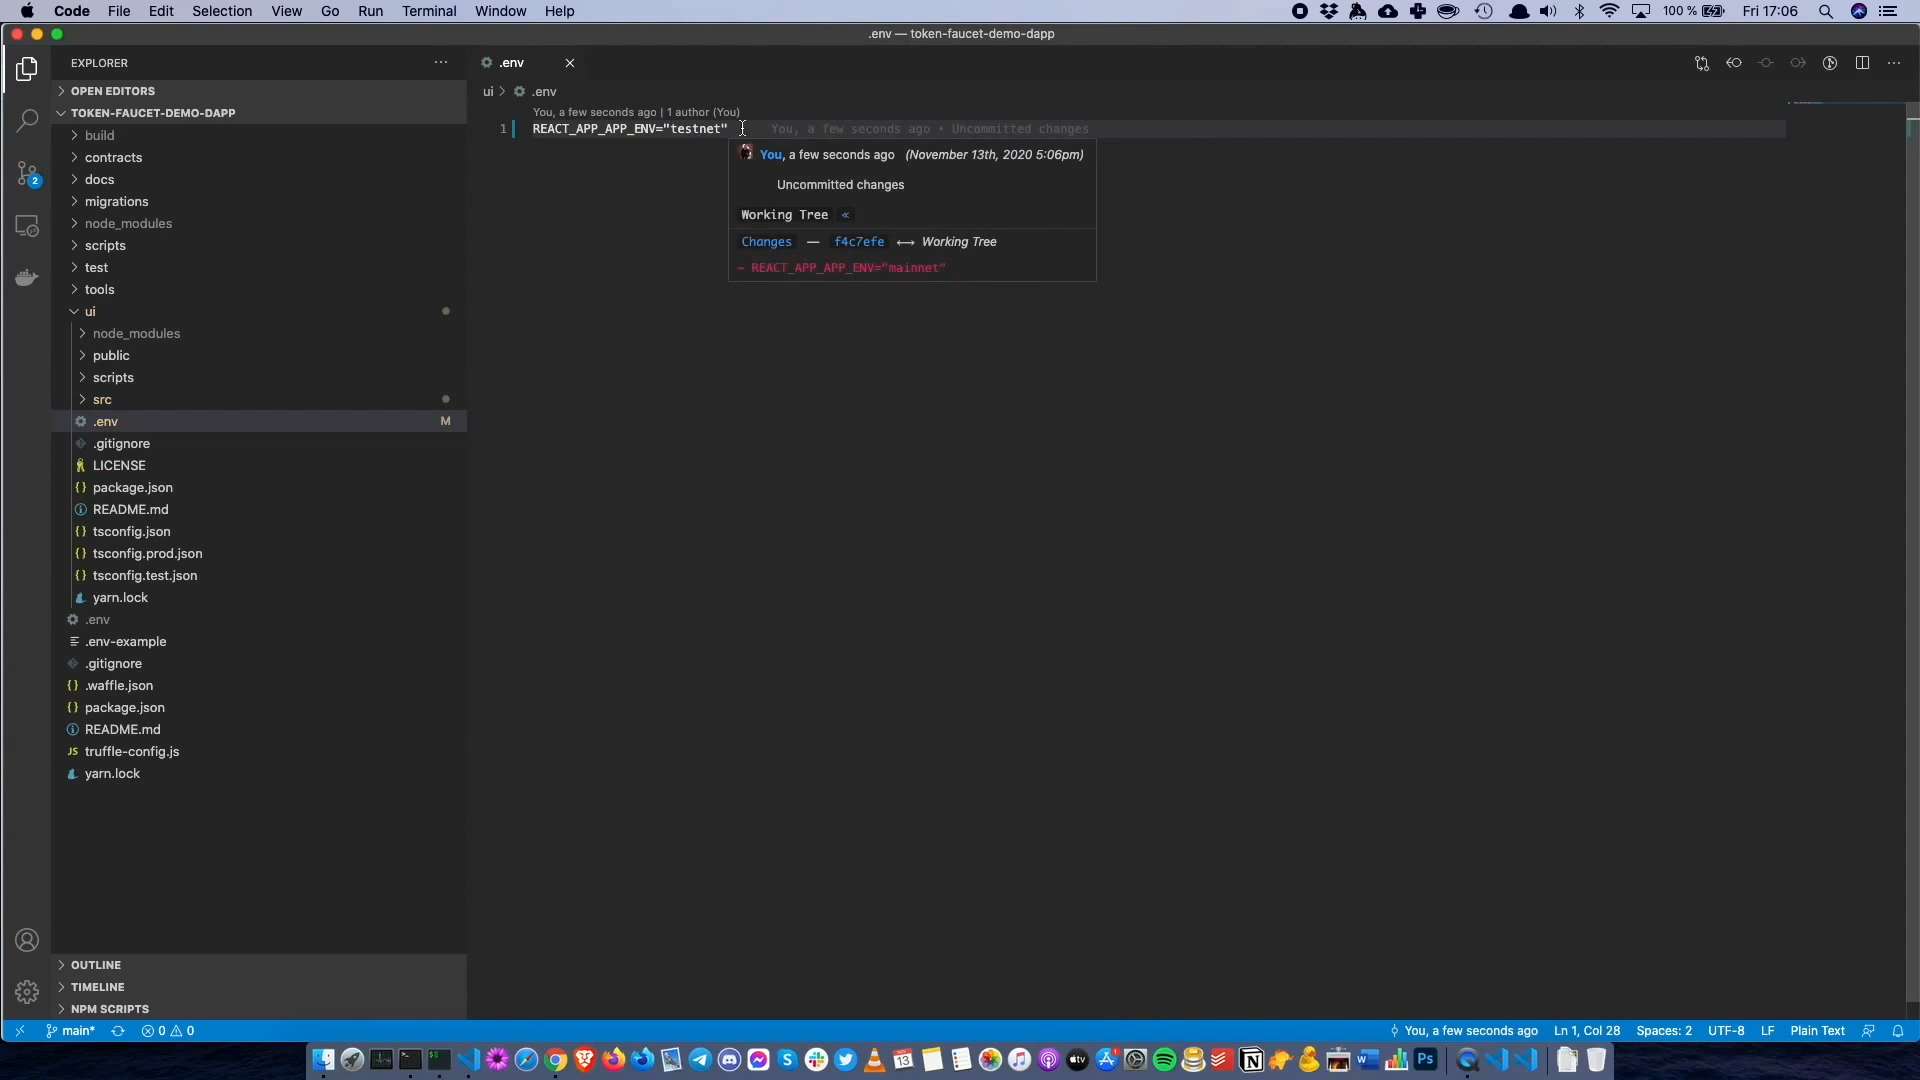 Code File Edit Selection View Go Run Terminal Window Help 100 % Fri 17:06
.env — token-faucet-demo-dapp
EXPLORER
OPEN EDITORS
TOKEN-FAUCET-DEMO-DAPP
build
contracts
docs
migrations
2
node_modules
scripts
test
tools
ui
node_modules
public
scripts
src
.env M
.gitignore
LICENSE
{} package.json
README.md
{} tsconfig.json
{} tsconfig.prod.json
{} tsconfig.test.json
yarn.lock
.env
.env-example
.gitignore
{} .waffle.json
{} package.json
README.md
JS truffle-config.js
yarn.lock
OUTLINE
TIMELINE
NPM SCRIPTS
.env
ui > .env
You, a few seconds ago | 1 author (You)
1 REACT_APP_APP_ENV="testnet" You, a few seconds ago • Uncommitted changes
You, a few seconds ago (November 13th, 2020 5:06pm)
Uncommitted changes
Working Tree «
Changes — f4c7efe ⟷ Working Tree
- REACT_APP_APP_ENV="mainnet"
main* 0 0 You, a few seconds ago Ln 1, Col 28 Spaces: 2 UTF-8 LF Plain Text
13
tv
W
Ps